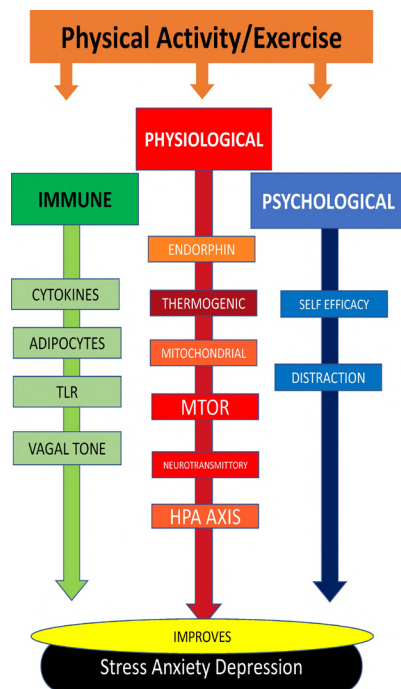 Physical Activity/Exercise
PHYSIOLOGICAL
IMMUNE
PSYCHOLOGICAL
ENDORPHIN
CYTOKINES
THERMOGENIC
SELF EFFICACY
ADIPOCYTES
MITOCHONDRIAL
DISTRACTION
TLR
MTOR
VAGAL TONE
NEUROTRANSMITTORY
HPA AXIS
IMPROVES
Stress Anxiety Depression